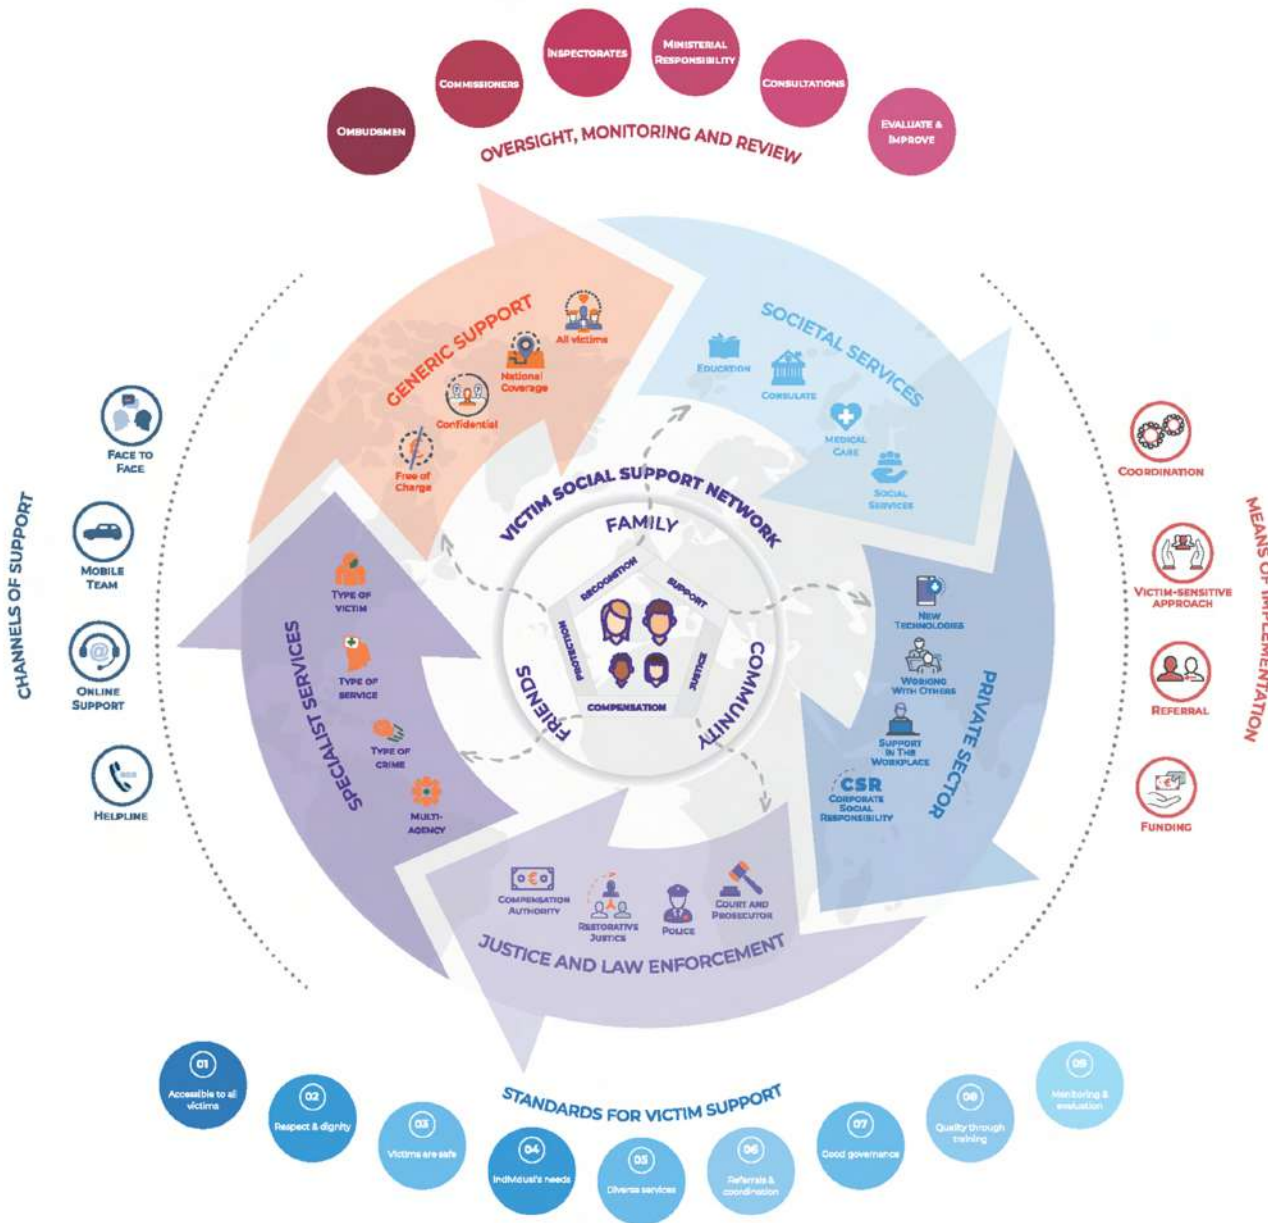 INSPECTORATES
MINISTERIAL
RESPONSIBILITY
COMMISSIONERS
CONSULTATIONS
OMBUDSMEN
EVALUATE &
IMPROVE
OVERSIGHT, MONITORING AND REVIEW
GENERIC SUPPORT
All victims
National
Coverage
Confidential
Free of
Charge
SOCIETAL SERVICES
EDUCATION
CONSULATE
MEDICAL
CARE
SOCIAL
SERVICES
CHANNELS OF SUPPORT
FACE TO
FACE
MOBILE
TEAM
ONLINE
SUPPORT
HELPLINE
VICTIM SOCIAL SUPPORT NETWORK
FAMILY
COMMUNITY
FRIENDS
RECOGNITION
SUPPORT
PROTECTION
JUSTICE
COMPENSATION
MEANS OF IMPLEMENTATION
COORDINATION
VICTIM-SENSITIVE
APPROACH
REFERRAL
FUNDING
SPECIALIST SERVICES
TYPE OF
VICTIM
TYPE OF
SERVICE
TYPE OF
CRIME
MULTI-
AGENCY
PRIVATE SECTOR
NEW
TECHNOLOGIES
WORKING
WITH OTHERS
SUPPORT
IN THE
WORKPLACE
CSR
CORPORATE
SOCIAL
RESPONSIBILITY
COMPENSATION
AUTHORITY
RESTORATIVE
JUSTICE
POLICE
COURT AND
PROSECUTOR
JUSTICE AND LAW ENFORCEMENT
STANDARDS FOR VICTIM SUPPORT
01
Accessible to all
victims
02
Respect & dignity
03
Victims are safe
04
Individual's needs
05
Diverse services
06
Referrals &
coordination
07
Good governance
08
Quality through
training
09
Monitoring &
evaluation